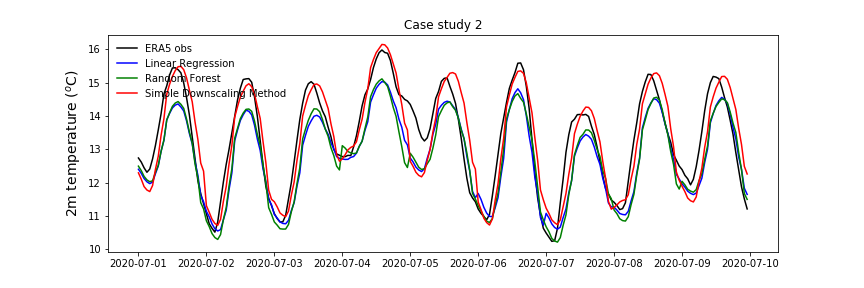 Case study 2
ERA5 obs
Linear Regression
Random Forest
Simple Downscaling Method
2m temperature (°C)
16
15
14
13
12
11
10
2020-07-01 2020-07-02 2020-07-03 2020-07-04 2020-07-05 2020-07-06 2020-07-07 2020-07-08 2020-07-09 2020-07-10